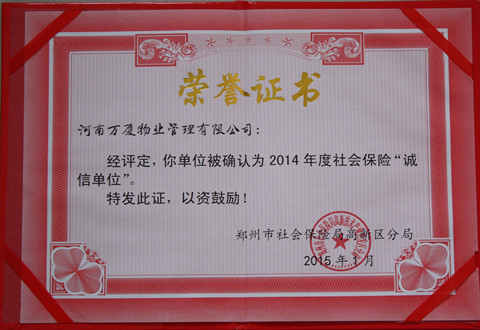 荣誉证书
河南万厦物业管理有限公司:
经评定，你单位被确认为2014年度社会保险“诚
信单位”。
特发此证，以资鼓励！
郑州市社会保险局高新区分局
2015年1月